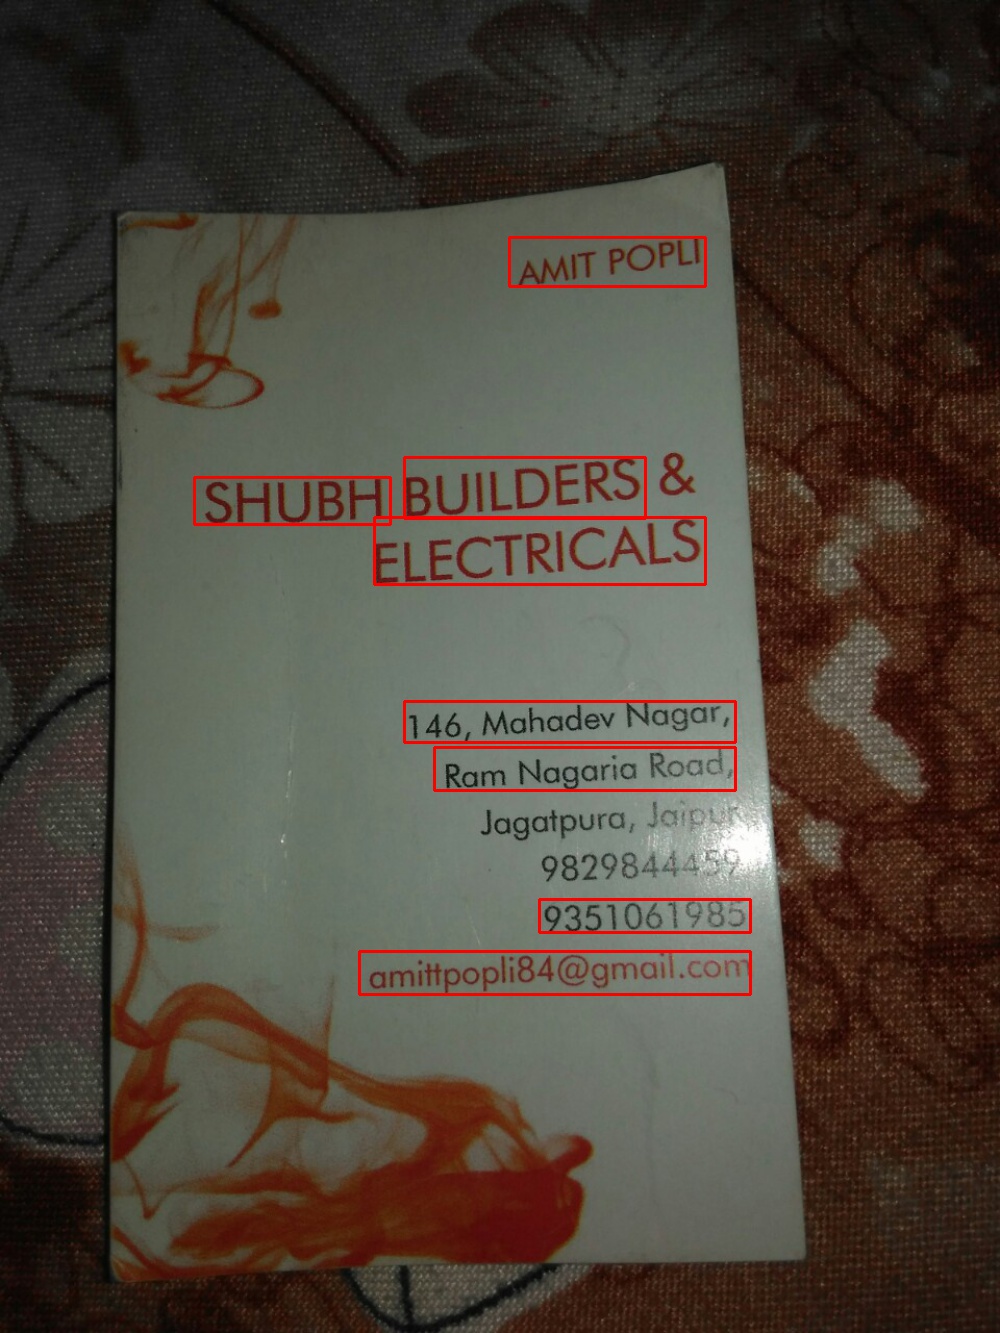 AMIT POPLI
SHUBH BUILDERS &
ELECTRICALS
146, Mahadev Nagar,
Ram Nagaria Road,
Jagatpura, Jaipur
9829844459
9351061985
amittpopli84@gmail.com